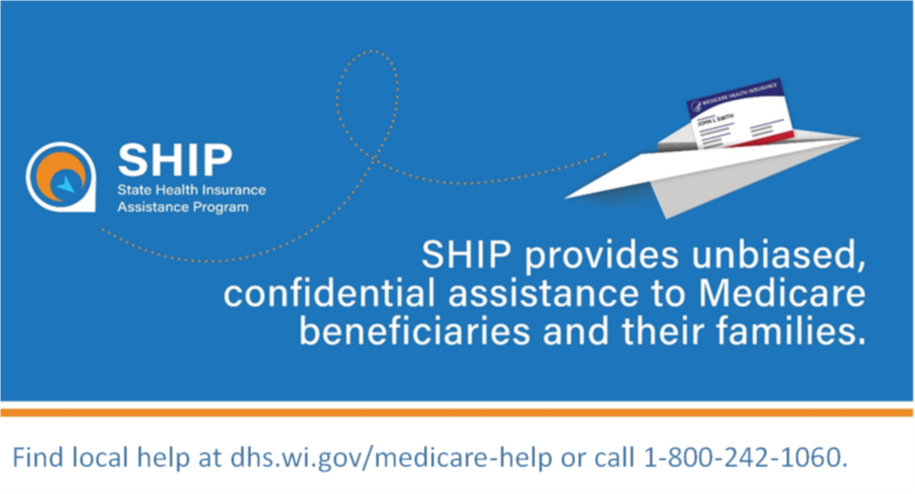 SHIP
State Health Insurance
Assistance Program
MEDICARE HEALTH INSURANCE
JOHN L SMITH
SHIP provides unbiased,
confidential assistance to Medicare
beneficiaries and their families.
Find local help at dhs.wi.gov/medicare-help or call 1-800-242-1060.